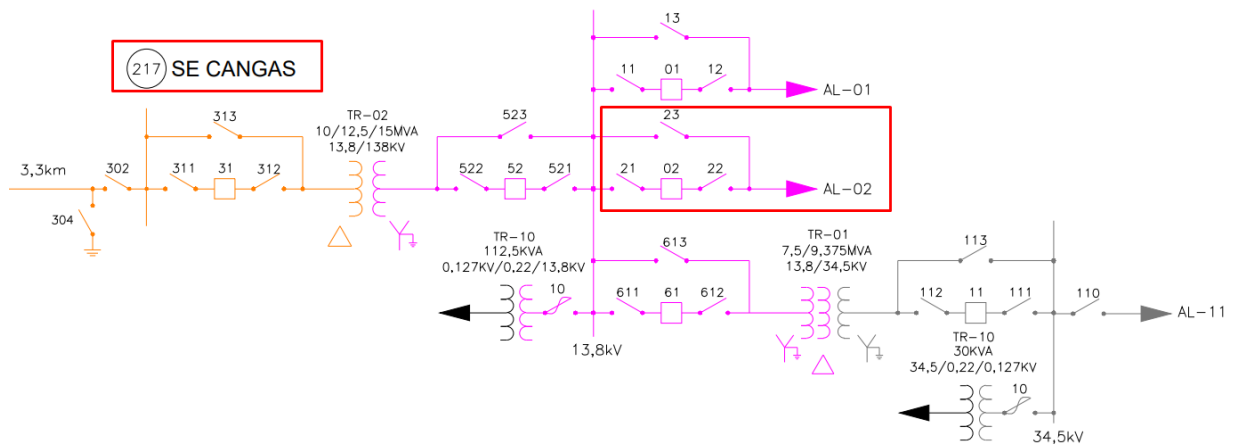 217 SE CANGAS
3,3km
302
304
313
311
31
312
TR-02
10/12,5/15MVA
13,8/138KV
523
522
52
521
13
11
01
12
AL-01
23
21
02
22
AL-02
TR-10
112,5KVA
0,127KV/0,22/13,8KV
10
13,8kV
613
611
61
612
TR-01
7,5/9,375MVA
13,8/34,5KV
113
112
11
111
110
AL-11
TR-10
30KVA
34,5/0,22/0,127KV
10
34,5kV